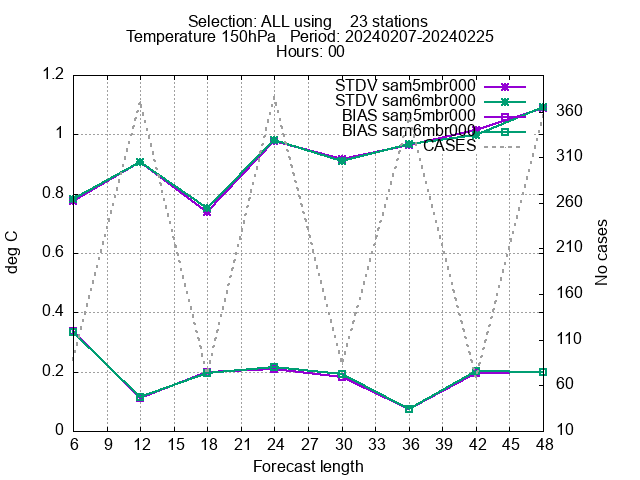 Selection: ALL using    23 stations
Temperature 150hPa   Period: 20240207-20240225
Hours: 00
STDV sam5mbr000
STDV sam6mbr000
BIAS sam5mbr000
BIAS sam6mbr000
CASES
deg C
1.2
1
0.8
0.6
0.4
0.2
0
No cases
360
310
260
210
160
110
60
10
6 9 12 15 18 21 24 27 30 33 36 39 42 45 48
Forecast length